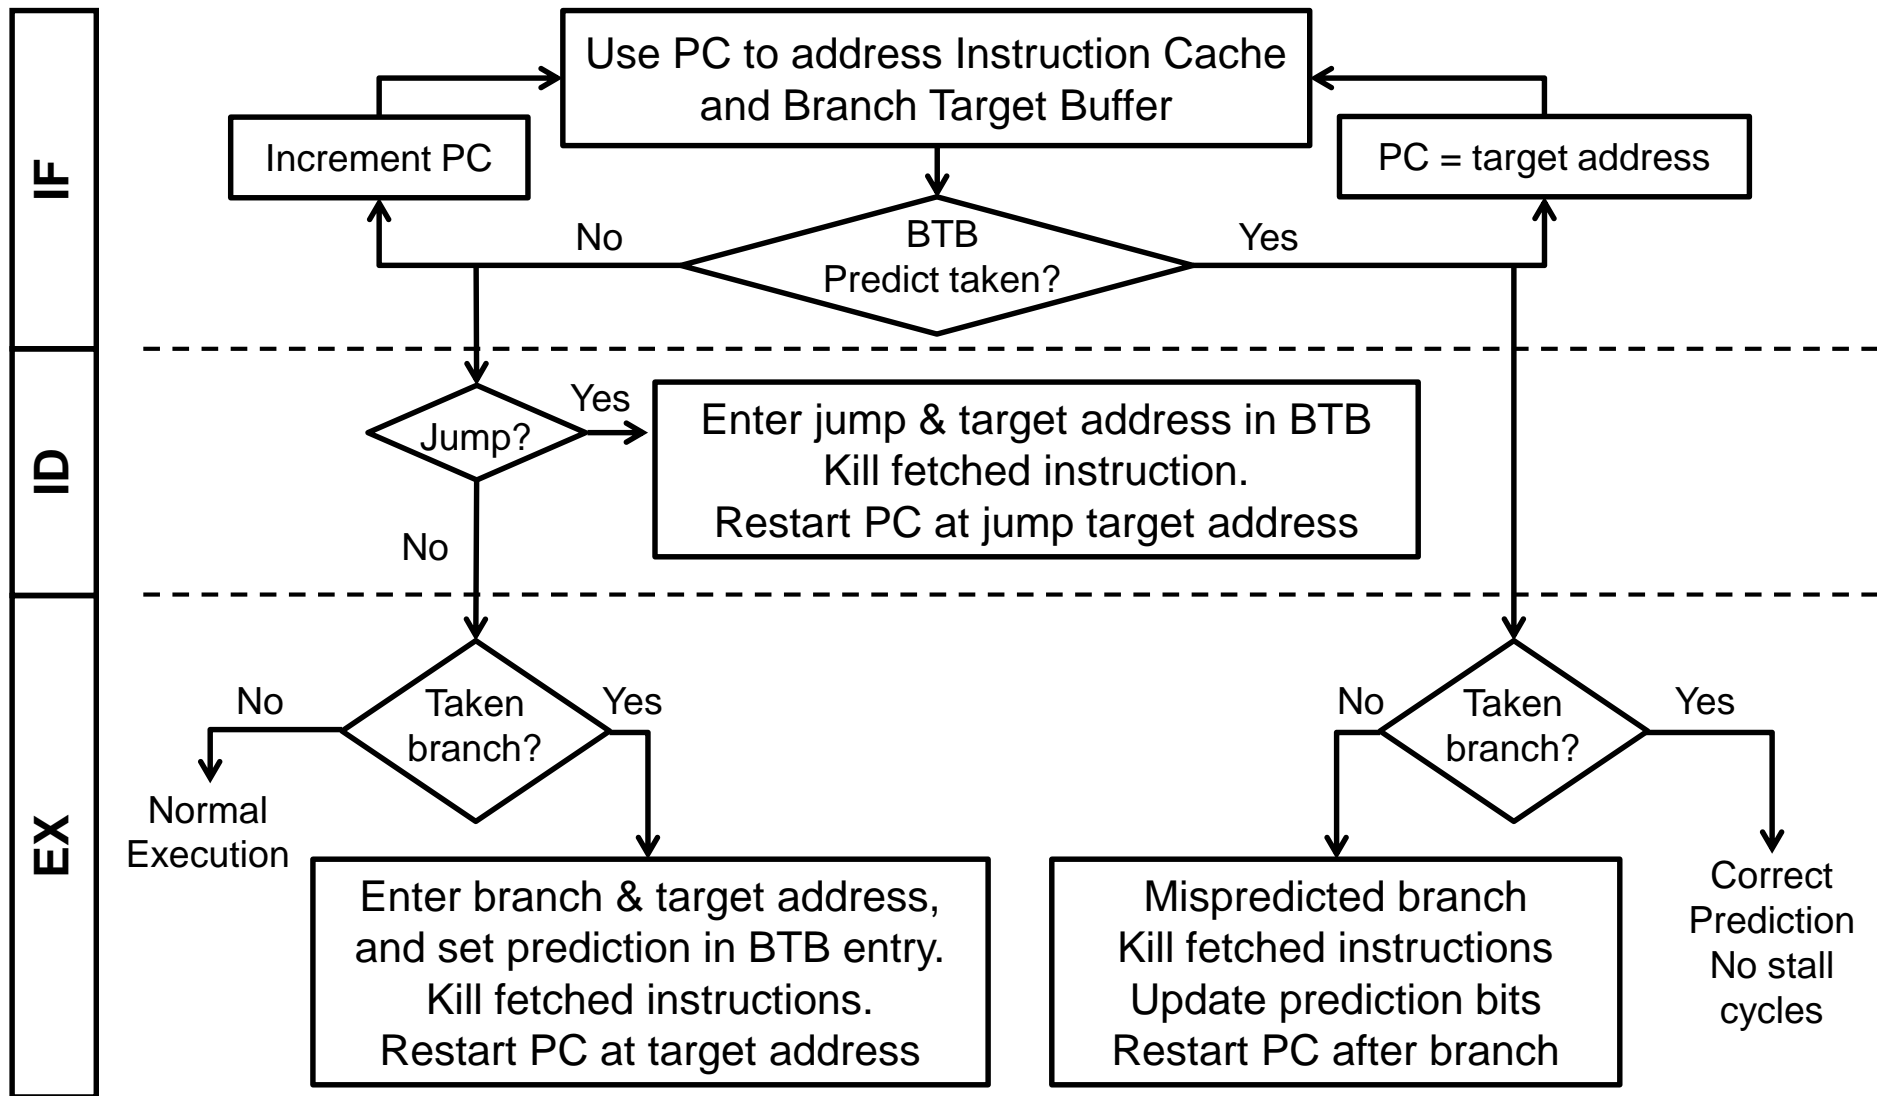 IF
Use PC to address Instruction Cache
and Branch Target Buffer
Increment PC
PC = target address
No
BTB
Predict taken?
Yes
ID
Jump?
Yes
Enter jump & target address in BTB
Kill fetched instruction.
Restart PC at jump target address
No
EX
No
Taken
branch?
Yes
Normal
Execution
Enter branch & target address,
and set prediction in BTB entry.
Kill fetched instructions.
Restart PC at target address
No
Taken
branch?
Yes
Mispredicted branch
Kill fetched instructions
Update prediction bits
Restart PC after branch
Correct
Prediction
No stall
cycles